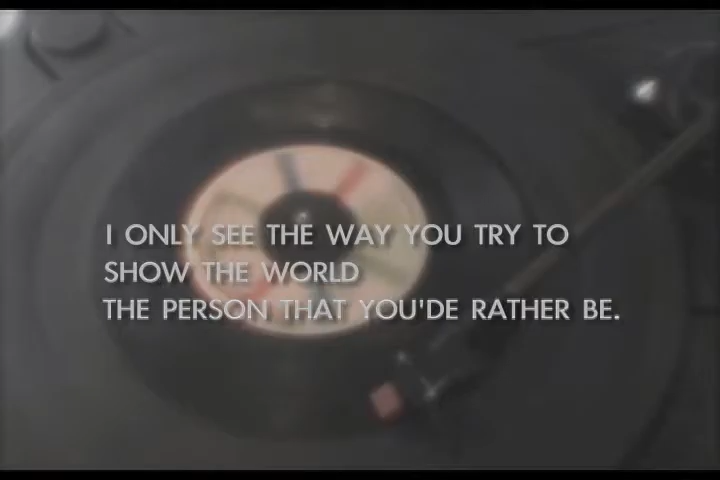 I ONLY SEE THE WAY YOU TRY TO
SHOW THE WORLD
THE PERSON THAT YOU'DE RATHER BE.